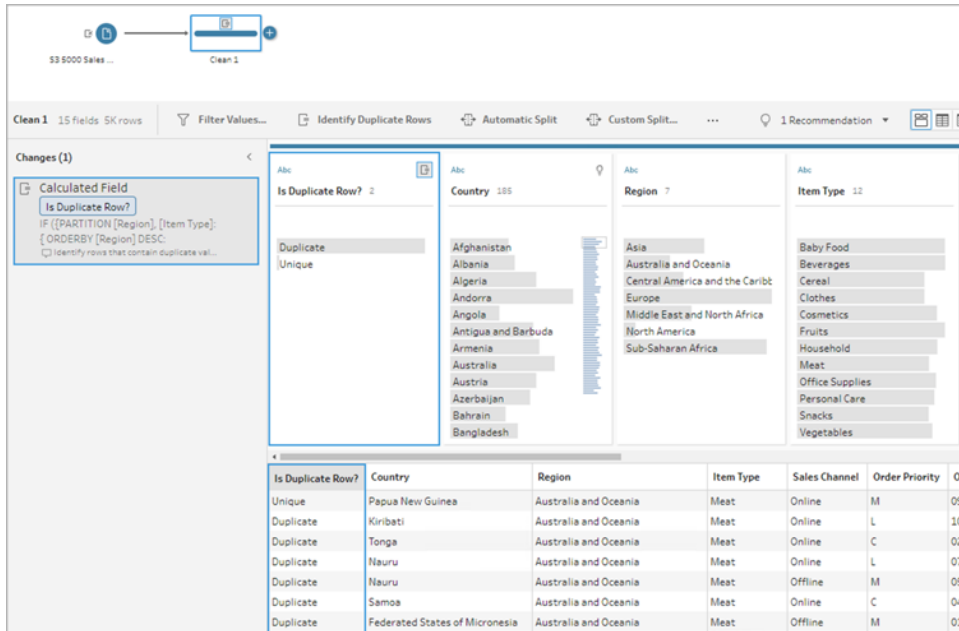 S3 5000 Sales ...
Clean 1
Clean 1 15 fields 5K rows
Filter Values...
Identify Duplicate Rows
Automatic Split
Custom Split...
...
1 Recommendation
Changes (1)
Calculated Field
Is Duplicate Row?
IF ({PARTITION [Region], [Item Type]:
{ ORDERBY [Region] DESC:
Identify rows that contain duplicate val...
Abc
Is Duplicate Row? 2
Duplicate
Unique
Abc
Country 185
Afghanistan
Albania
Algeria
Andorra
Angola
Antigua and Barbuda
Armenia
Australia
Austria
Azerbaijan
Bahrain
Bangladesh
Abc
Region 7
Asia
Australia and Oceania
Central America and the Caribb
Europe
Middle East and North Africa
North America
Sub-Saharan Africa
Abc
Item Type 12
Baby Food
Beverages
Cereal
Clothes
Cosmetics
Fruits
Household
Meat
Office Supplies
Personal Care
Snacks
Vegetables
Is Duplicate Row? Country Region Item Type Sales Channel Order Priority
Unique Papua New Guinea Australia and Oceania Meat Online M
Duplicate Kiribati Australia and Oceania Meat Online L
Duplicate Tonga Australia and Oceania Meat Online C
Duplicate Nauru Australia and Oceania Meat Online L
Duplicate Nauru Australia and Oceania Meat Offline M
Duplicate Samoa Australia and Oceania Meat Online C
Duplicate Federated States of Micronesia Australia and Oceania Meat Offline M